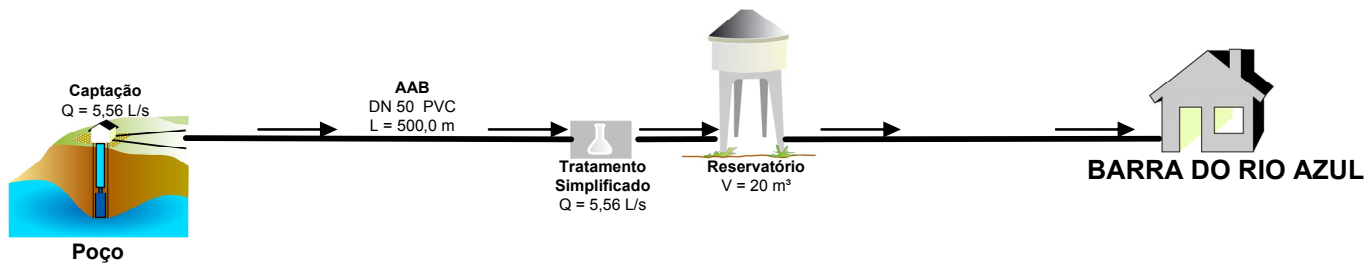 Captação
Q = 5,56 L/s
Poço
AAB
DN 50 PVC
L = 500,0 m
Tratamento
Simplificado
Q = 5,56 L/s
Reservatório
V = 20 m³
BARRA DO RIO AZUL